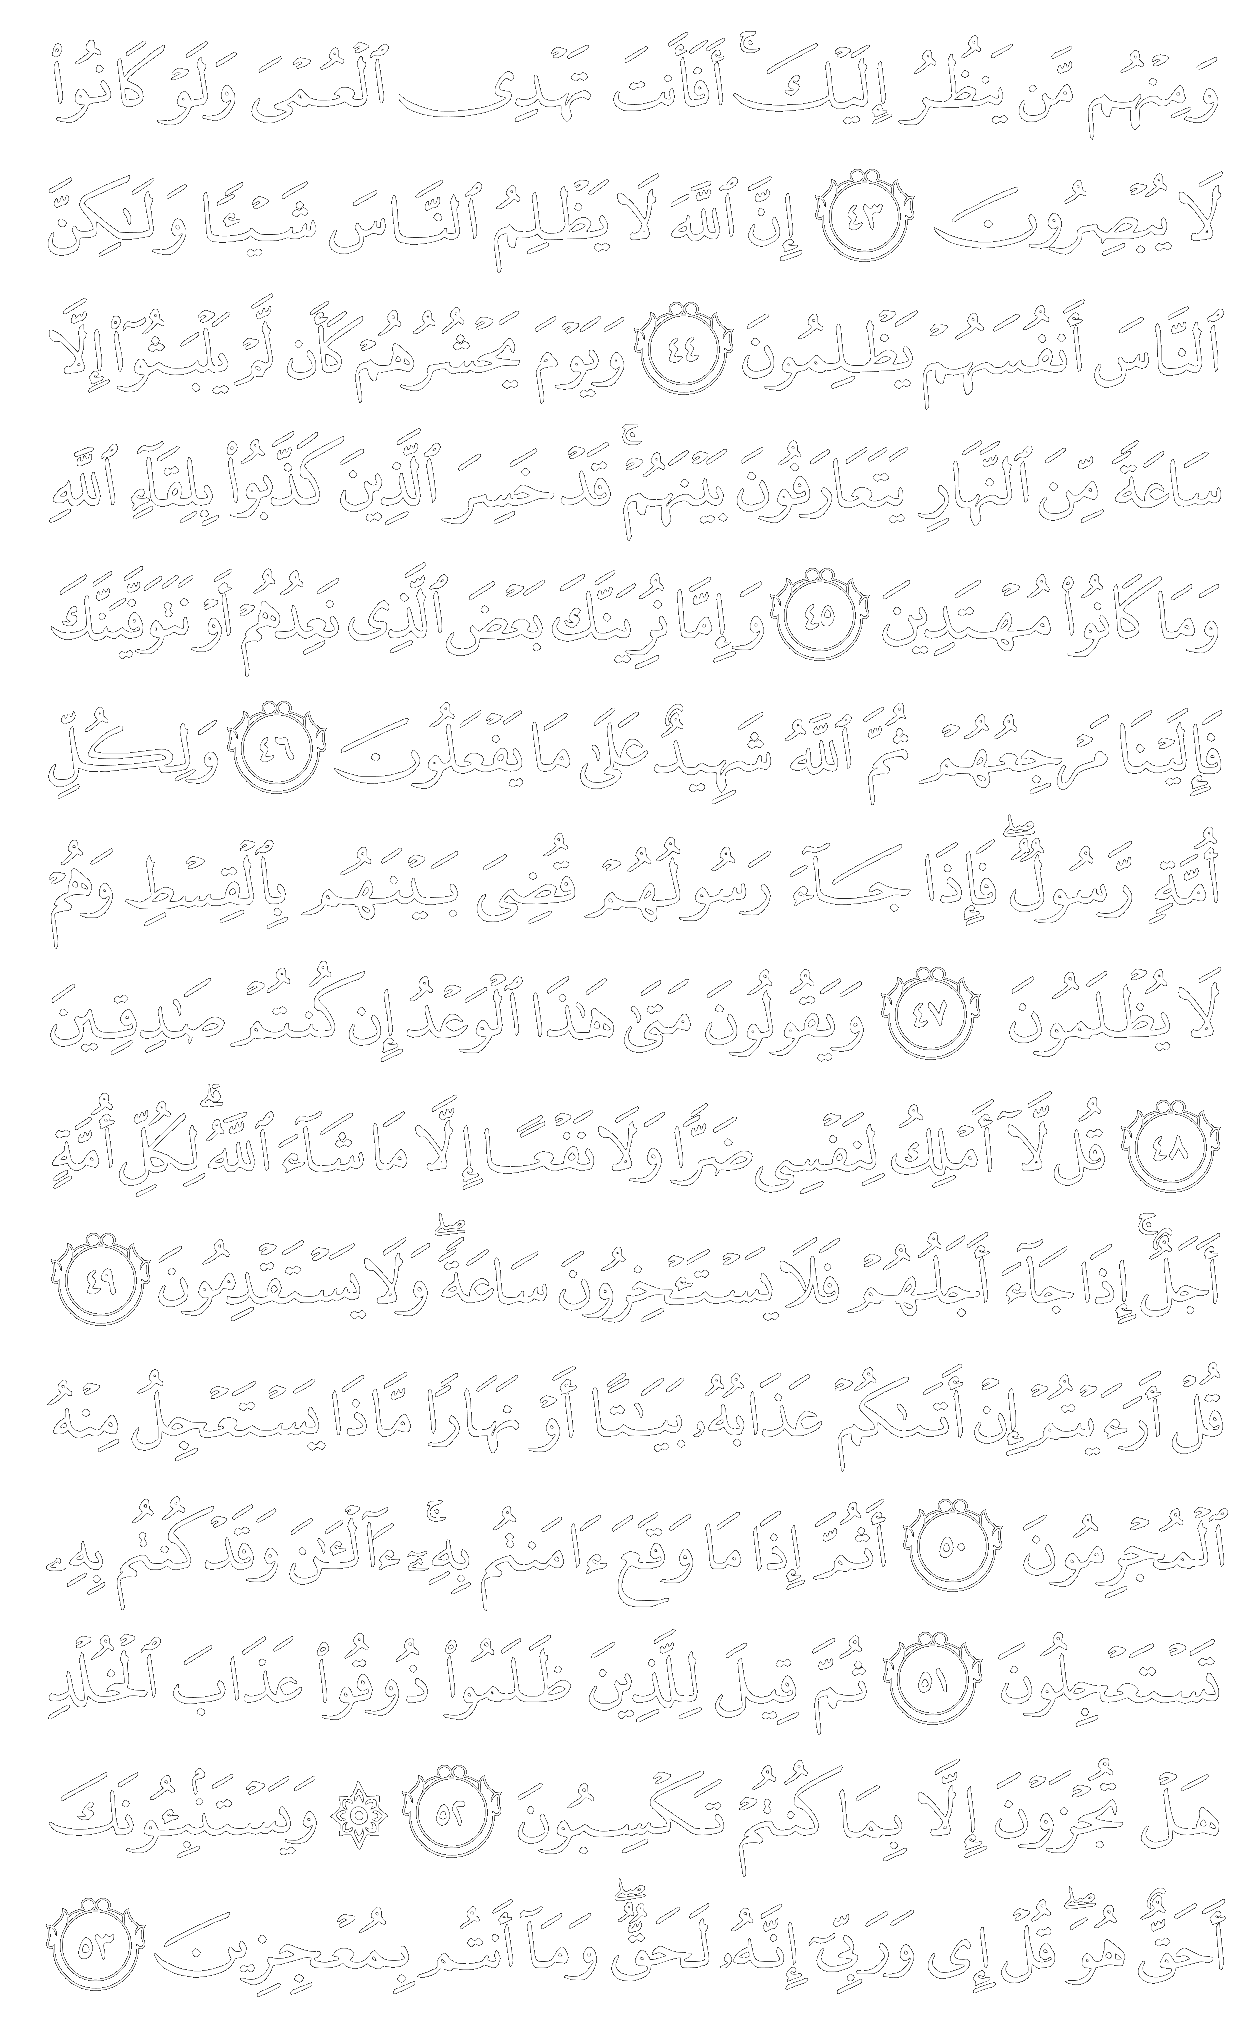 وَمِنْهُم مَّن يَنظُرُ إِلَيْكَ ۚ أَفَأَنتَ تَهْدِى ٱلْعُمْىَ وَلَوْ كَانُوا۟
لَا يُبْصِرُونَ ٤٣ إِنَّ ٱللَّهَ لَا يَظْلِمُ ٱلنَّاسَ شَيْـًٔا وَلَـٰكِنَّ
ٱلنَّاسَ أَنفُسَهُمْ يَظْلِمُونَ ٤٤ وَيَوْمَ يَحْشُرُهُمْ كَأَن لَّمْ يَلْبَثُوٓا۟ إِلَّا
سَاعَةً مِّنَ ٱلنَّهَارِ يَتَعَارَفُونَ بَيْنَهُمْ ۚ قَدْ خَسِرَ ٱلَّذِينَ كَذَّبُوا۟ بِلِقَآءِ ٱللَّهِ
وَمَا كَانُوا۟ مُهْتَدِينَ ٤٥ وَإِمَّا نُرِيَنَّكَ بَعْضَ ٱلَّذِى نَعِدُهُمْ أَوْ نَتَوَفَّيَنَّكَ
فَإِلَيْنَا مَرْجِعُهُمْ ثُمَّ ٱللَّهُ شَهِيدٌ عَلَىٰ مَا يَفْعَلُونَ ٤٦ وَلِكُلِّ
أُمَّةٍ رَّسُولٌ ۖ فَإِذَا جَآءَ رَسُولُهُمْ قُضِىَ بَيْنَهُم بِٱلْقِسْطِ وَهُمْ
لَا يُظْلَمُونَ ٤٧ وَيَقُولُونَ مَتَىٰ هَـٰذَا ٱلْوَعْدُ إِن كُنتُمْ صَـٰدِقِينَ
٤٨ قُل لَّآ أَمْلِكُ لِنَفْسِى ضَرًّا وَلَا نَفْعًا إِلَّا مَا شَآءَ ٱللَّهُ ۗ لِكُلِّ أُمَّةٍ
أَجَلٌ ۚ إِذَا جَآءَ أَجَلُهُمْ فَلَا يَسْتَـْٔخِرُونَ سَاعَةً ۖ وَلَا يَسْتَقْدِمُونَ ٤٩
قُلْ أَرَءَيْتُمْ إِنْ أَتَىٰكُمْ عَذَابُهُۥ بَيَـٰتًا أَوْ نَهَارًا مَّاذَا يَسْتَعْجِلُ مِنْهُ
ٱلْمُجْرِمُونَ ٥٠ أَثُمَّ إِذَا مَا وَقَعَ ءَامَنتُم بِهِۦٓ ۚ ءَآلْـَٔـٰنَ وَقَدْ كُنتُم بِهِۦ
تَسْتَعْجِلُونَ ٥١ ثُمَّ قِيلَ لِلَّذِينَ ظَلَمُوا۟ ذُوقُوا۟ عَذَابَ ٱلْخُلْدِ
هَلْ تُجْزَوْنَ إِلَّا بِمَا كُنتُمْ تَكْسِبُونَ ٥٢ ۞ وَيَسْتَنۢبِـُٔونَكَ
أَحَقٌّ هُوَ ۖ قُلْ إِى وَرَبِّىٓ إِنَّهُۥ لَحَقٌّ ۖ وَمَآ أَنتُم بِمُعْجِزِينَ ٥٣